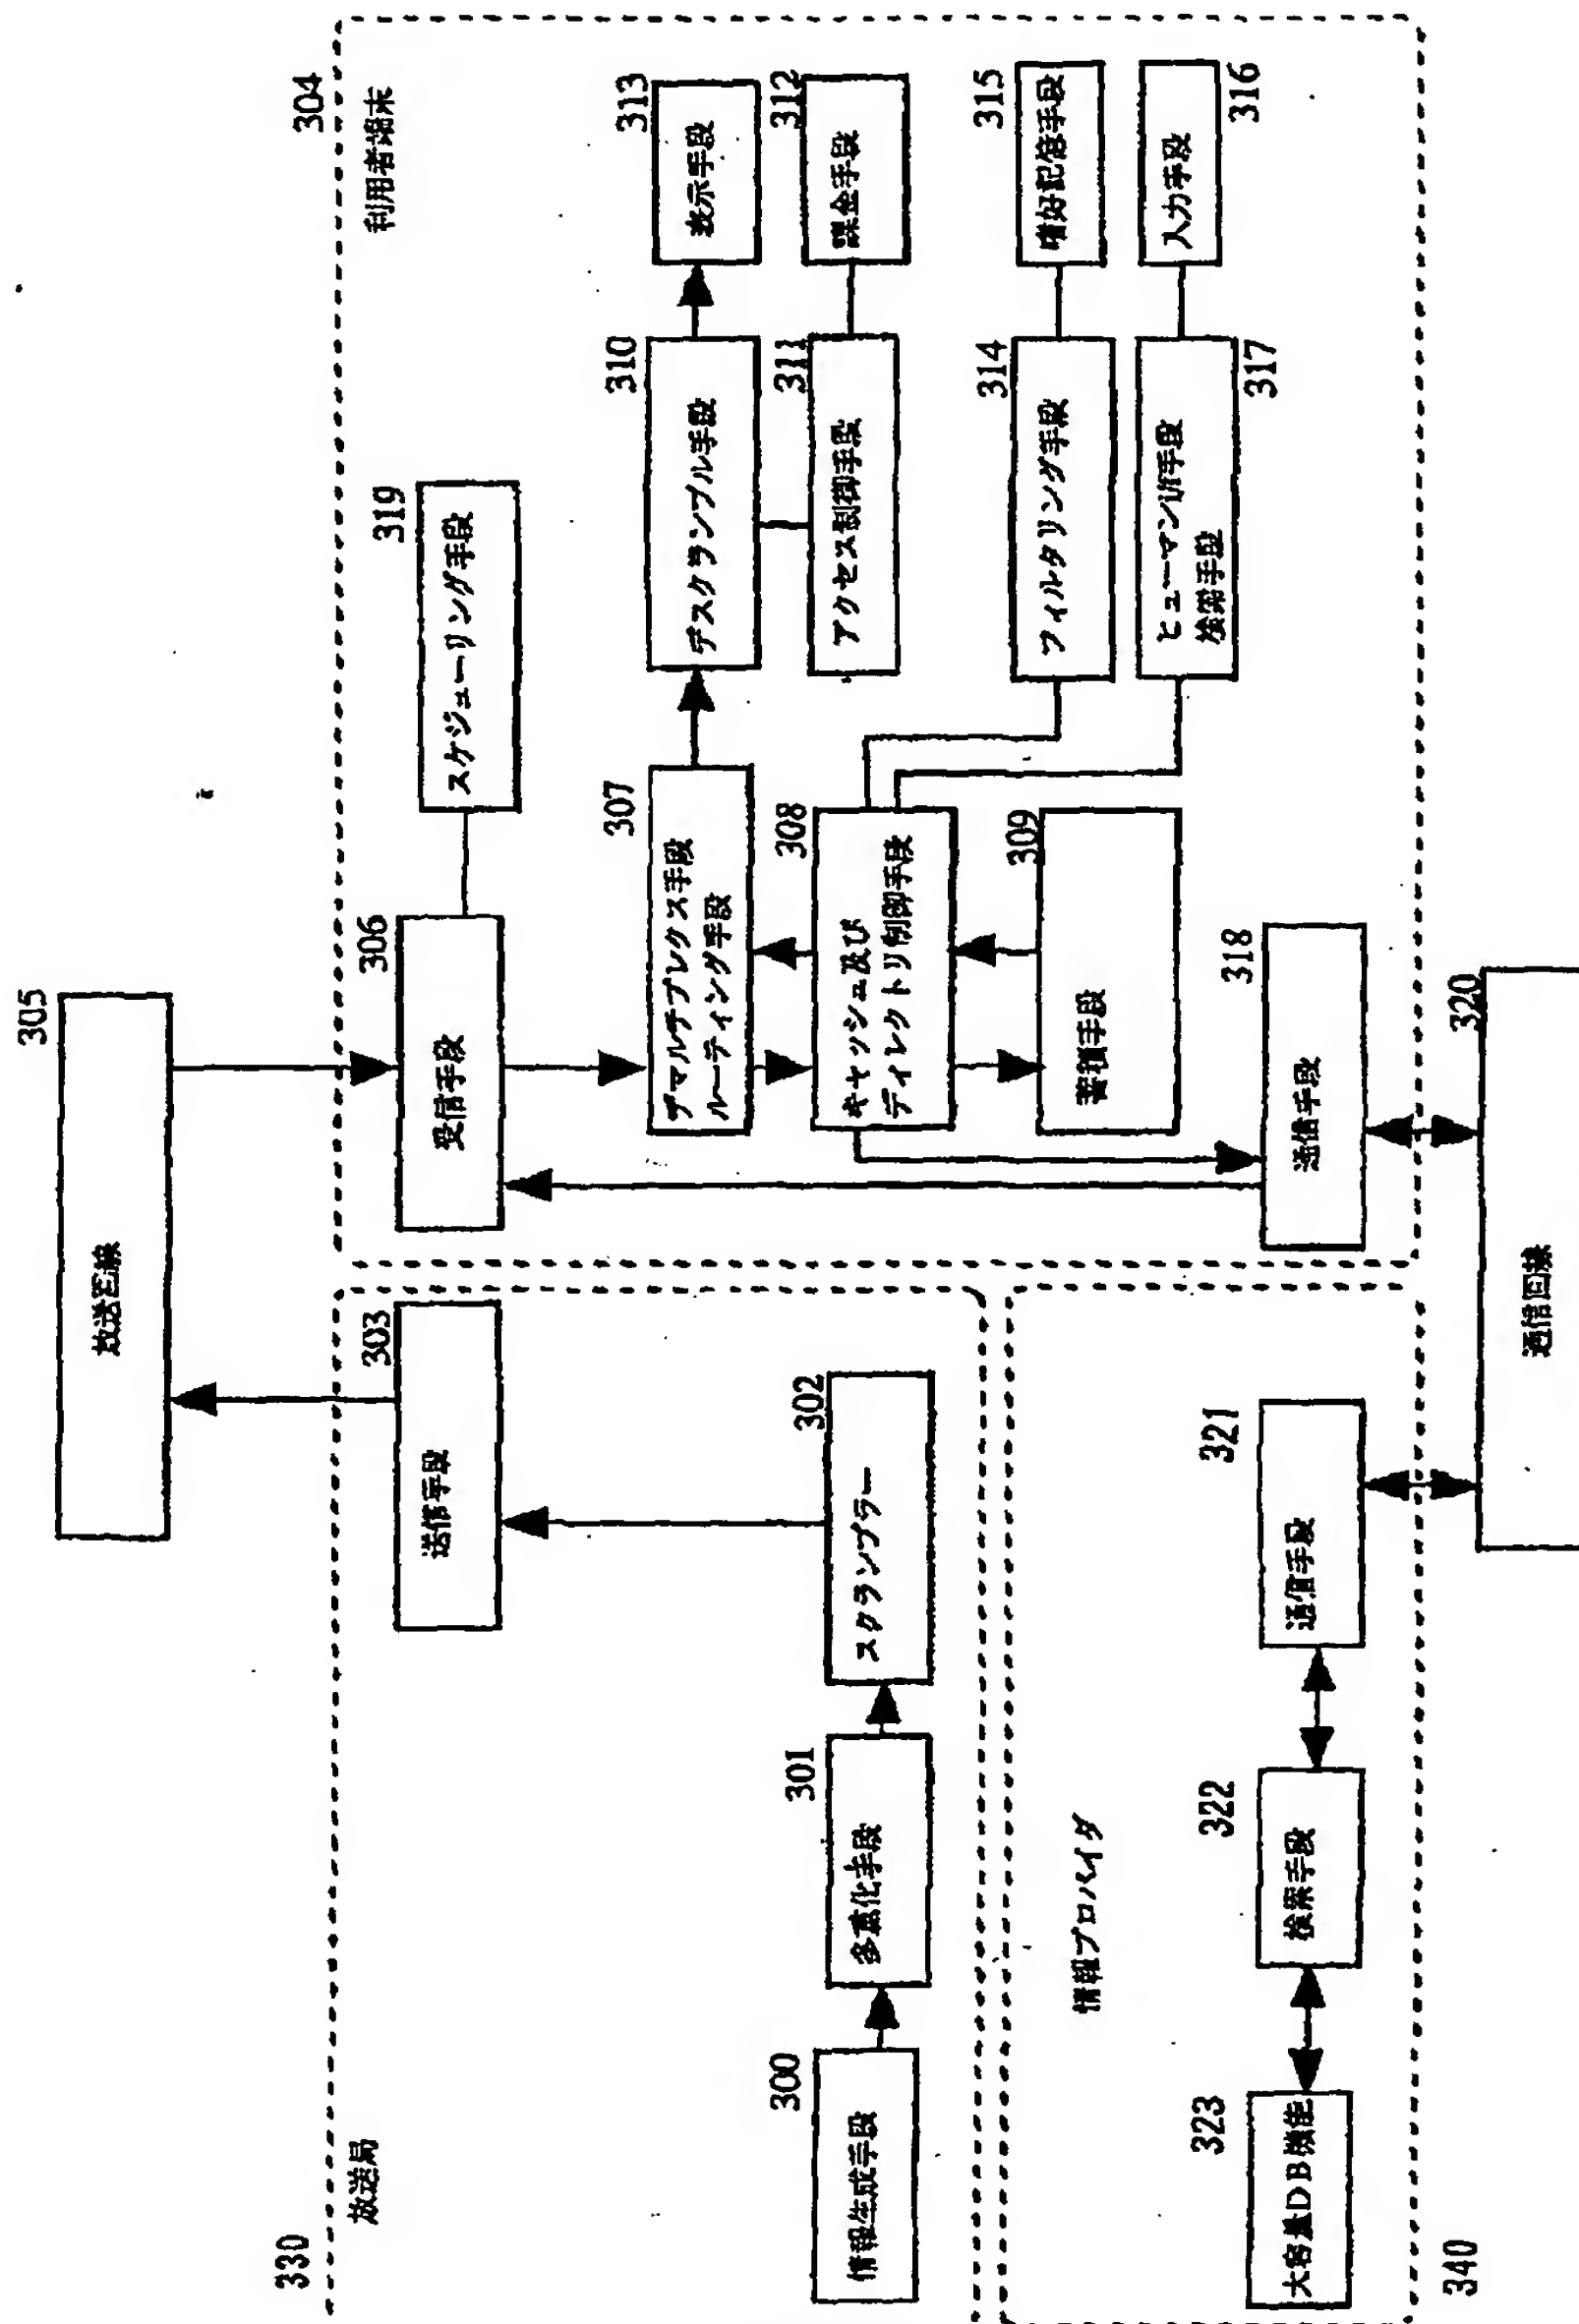 330
放送局
300
情報生成手段
301
多重化手段
302
スクランブラー
303
送信手段
305
放送回線
340
情報プロバイダ
323
大容量DB機能
322
検索手段
321
通信手段
320
通信回線
304
利用者端末
306
受信手段
319
スケジューリング手段
307
デマルチプレクス手段
ルーティング手段
310
デスクランブル手段
313
表示手段
308
キャッシュ及び
ディレクトリ制御手段
311
アクセス制御手段
312
課金手段
309
蓄積手段
314
フィルタリング手段
315
嗜好記憶手段
318
通信手段
317
ヒューマンi/f手段
検索手段
316
入力手段